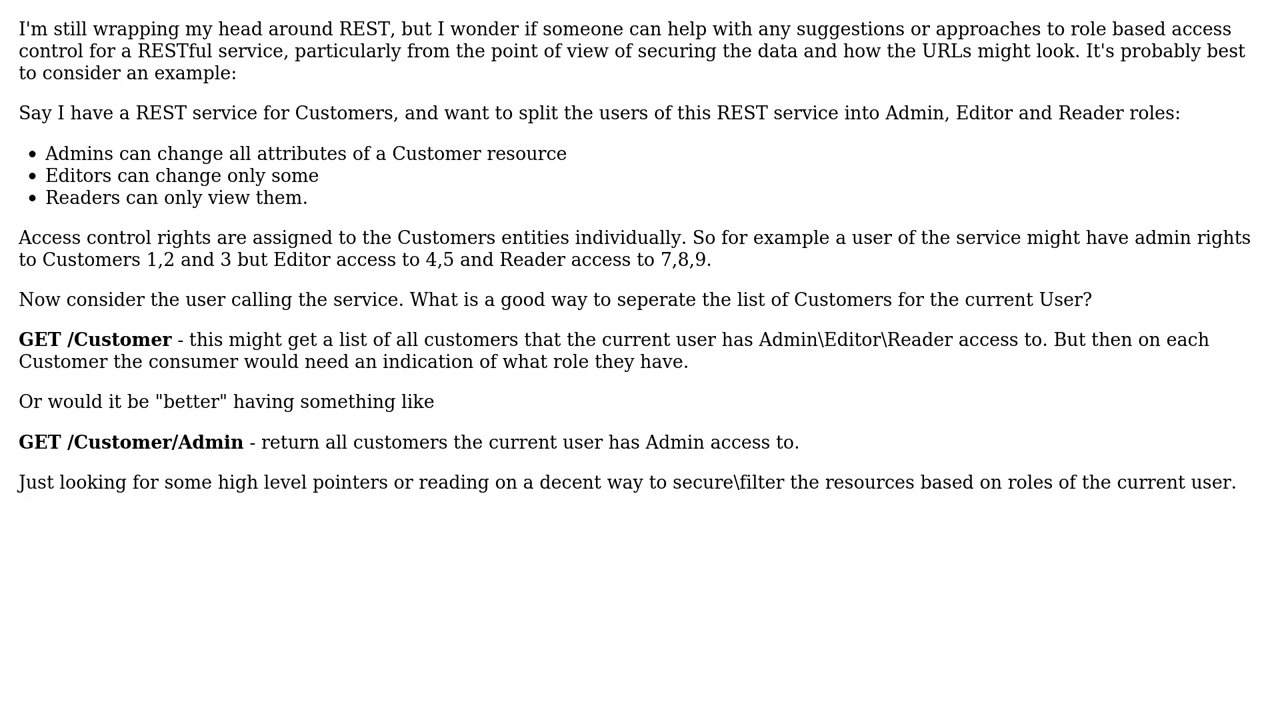 I'm still wrapping my head around REST, but I wonder if someone can help with any suggestions or approaches to role based access
control for a RESTful service, particularly from the point of view of securing the data and how the URLs might look. It's probably best
to consider an example:
Say I have a REST service for Customers, and want to split the users of this REST service into Admin, Editor and Reader roles:
• Admins can change all attributes of a Customer resource
• Editors can change only some
• Readers can only view them.
Access control rights are assigned to the Customers entities individually. So for example a user of the service might have admin rights
to Customers 1,2 and 3 but Editor access to 4,5 and Reader access to 7,8,9.
Now consider the user calling the service. What is a good way to seperate the list of Customers for the current User?
GET /Customer - this might get a list of all customers that the current user has Admin\Editor\Reader access to. But then on each
Customer the consumer would need an indication of what role they have.
Or would it be "better" having something like
GET /Customer/Admin - return all customers the current user has Admin access to.
Just looking for some high level pointers or reading on a decent way to secure\filter the resources based on roles of the current user.